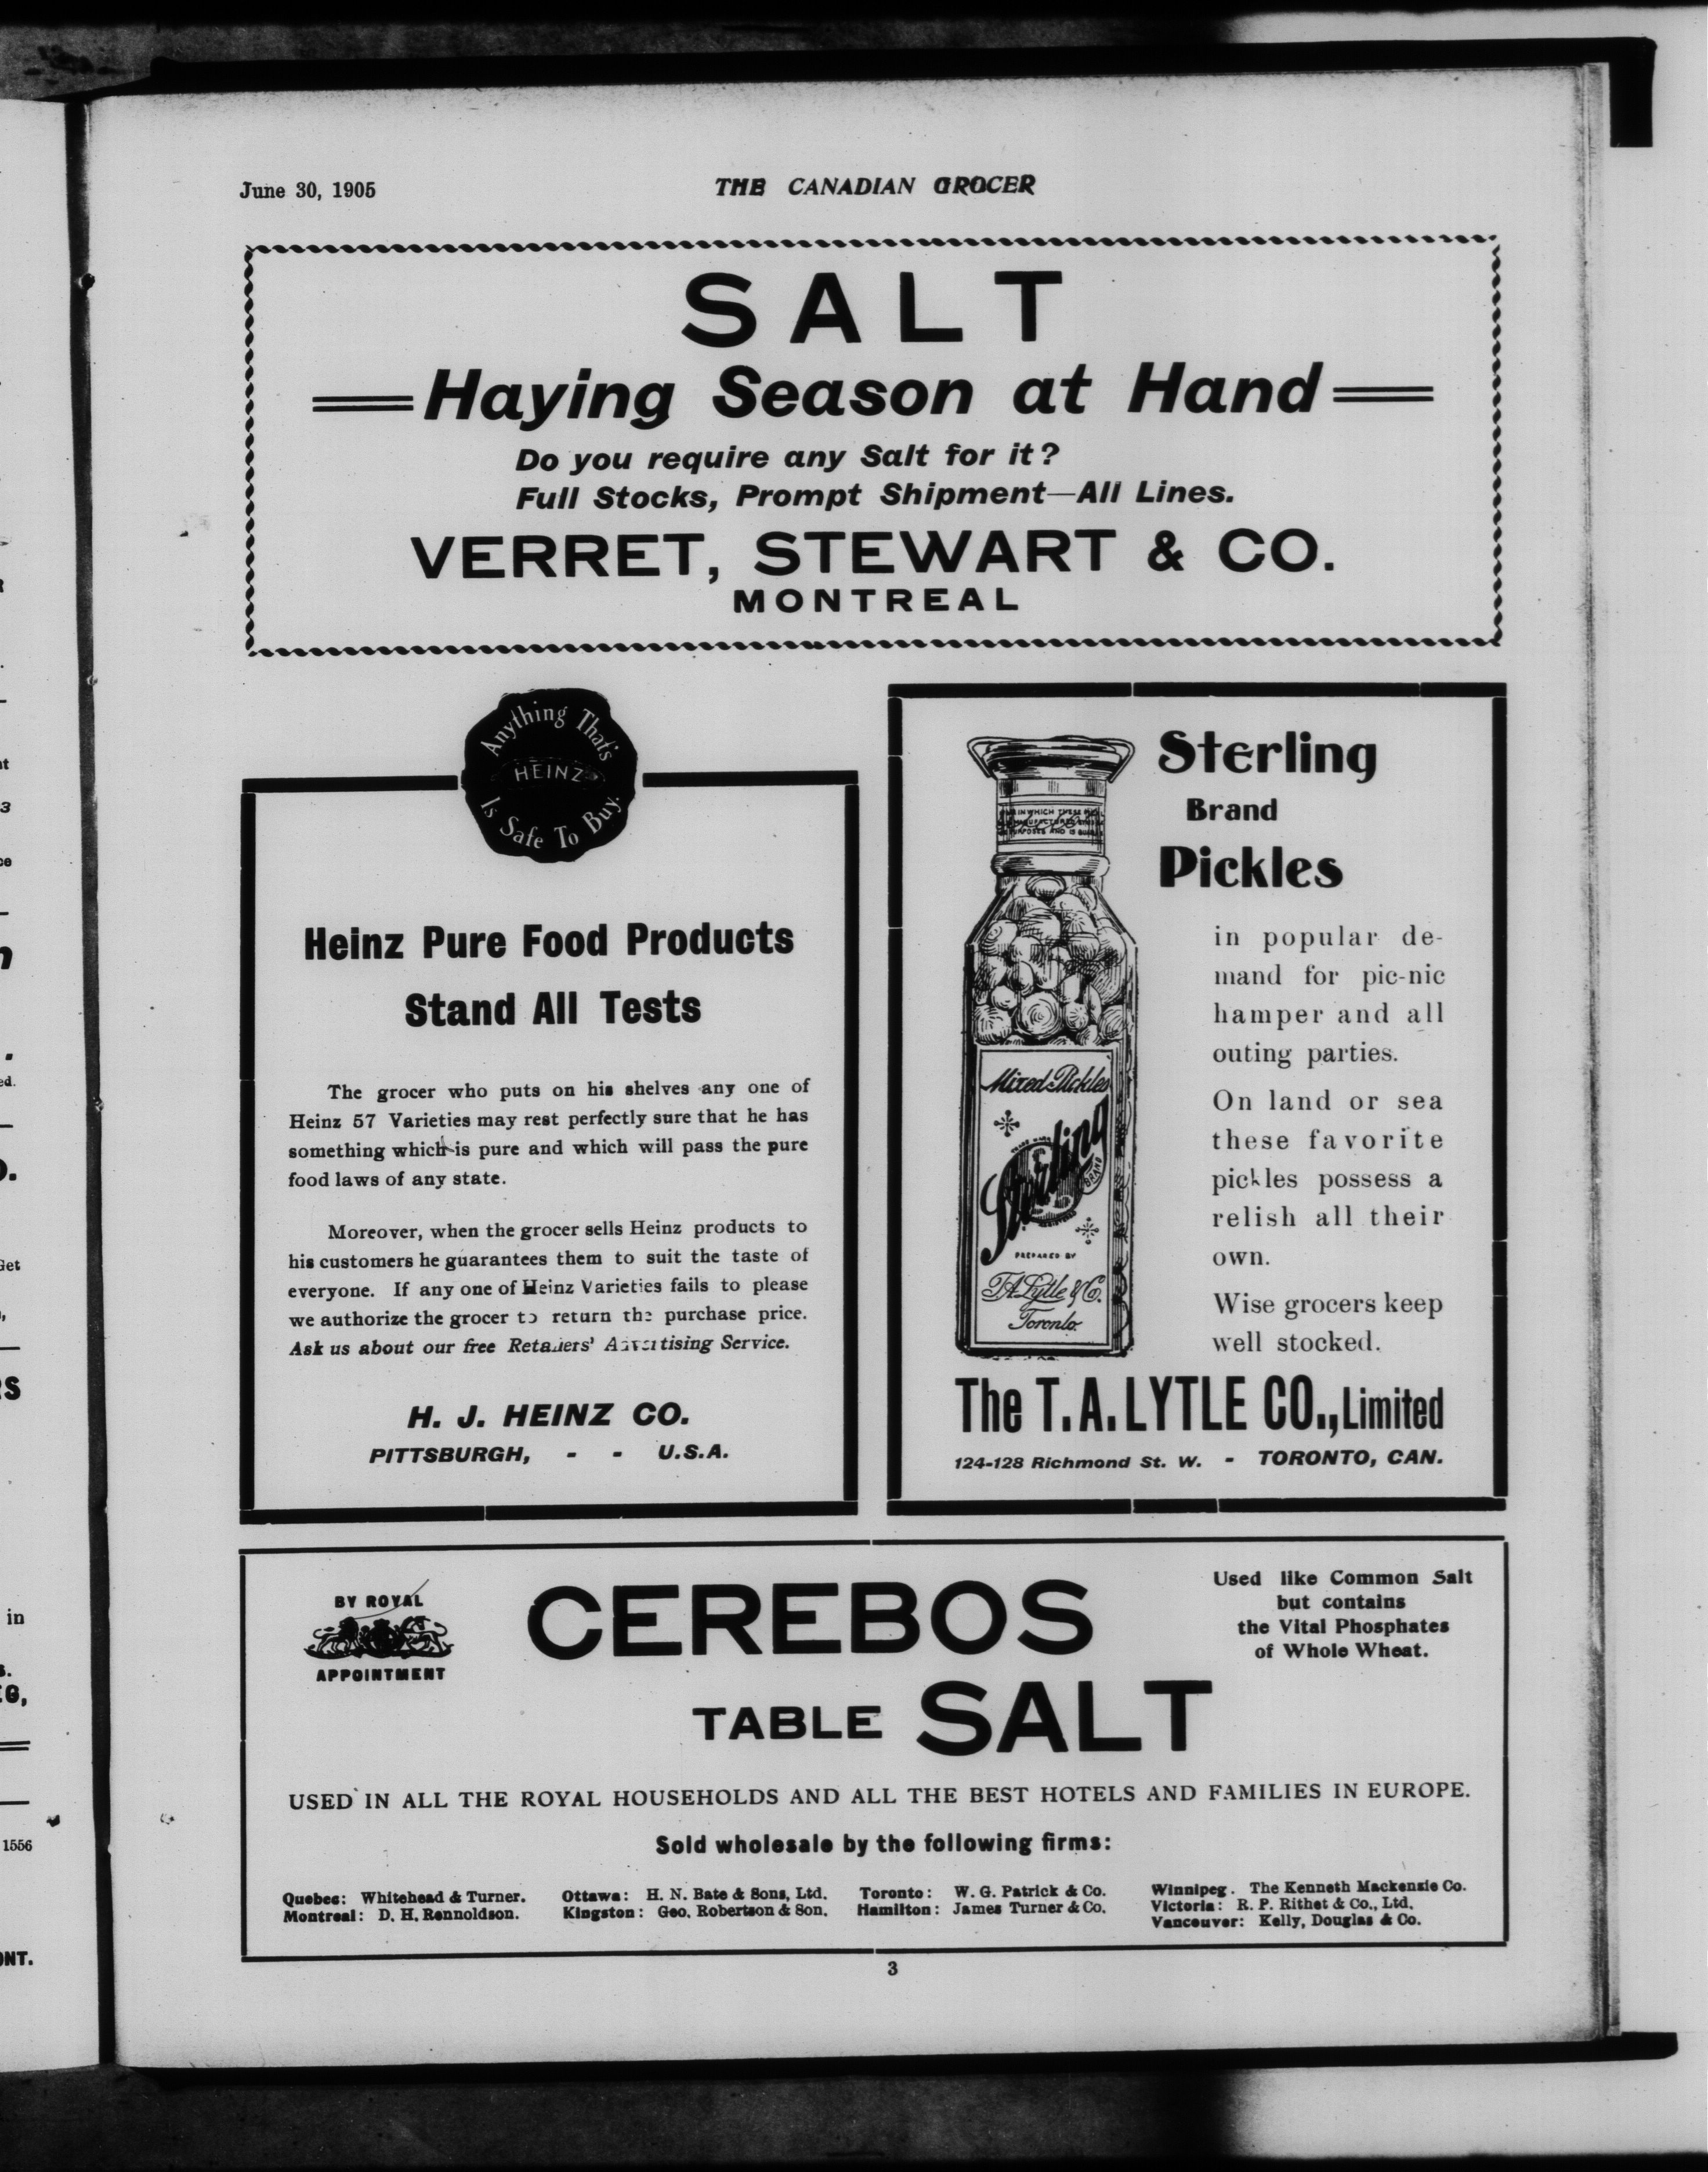 June 30, 1905
THE CANADIAN GROCER
SALT
Haying Season at Hand
Do you require any Salt for it?
Full Stocks, Prompt Shipment—All Lines.
VERRET, STEWART & CO.
MONTREAL
Anything That's
HEINZ
Is Safe To Buy.
Heinz Pure Food Products
Stand All Tests
The grocer who puts on his shelves any one of
Heinz 57 Varieties may rest perfectly sure that he has
something which is pure and which will pass the pure
food laws of any state.
Moreover, when the grocer sells Heinz products to
his customers he guarantees them to suit the taste of
everyone. If any one of Heinz Varieties fails to please
we authorize the grocer to return the purchase price.
Ask us about our free Retailers' Advertising Service.
H. J. HEINZ CO.
PITTSBURGH, - - U.S.A.
Sterling
Brand
Pickles
in popular de-
mand for pic-nic
hamper and all
outing parties.
On land or sea
these favorite
pickles possess a
relish all their
own.
Wise grocers keep
well stocked.
Mixed Pickles
Sterling
BRAND
PREPARED BY
T.A. Lytle & Co.
Toronto.
The T. A. LYTLE CO., Limited
124-128 Richmond St. W. - TORONTO, CAN.
BY ROYAL
APPOINTMENT
CEREBOS
TABLE SALT
Used like Common Salt
but contains
the Vital Phosphates
of Whole Wheat.
USED IN ALL THE ROYAL HOUSEHOLDS AND ALL THE BEST HOTELS AND FAMILIES IN EUROPE.
Sold wholesale by the following firms:
Quebec: Whitehead & Turner.
Montreal: D. H. Rennoldson.
Ottawa: H. N. Bate & Sons, Ltd.
Kingston: Geo. Robertson & Son.
Toronto: W. G. Patrick & Co.
Hamilton: James Turner & Co.
Winnipeg. The Kenneth Mackenzie Co.
Victoria: R. P. Rithet & Co., Ltd.
Vancouver: Kelly, Douglas & Co.
3
in
1556